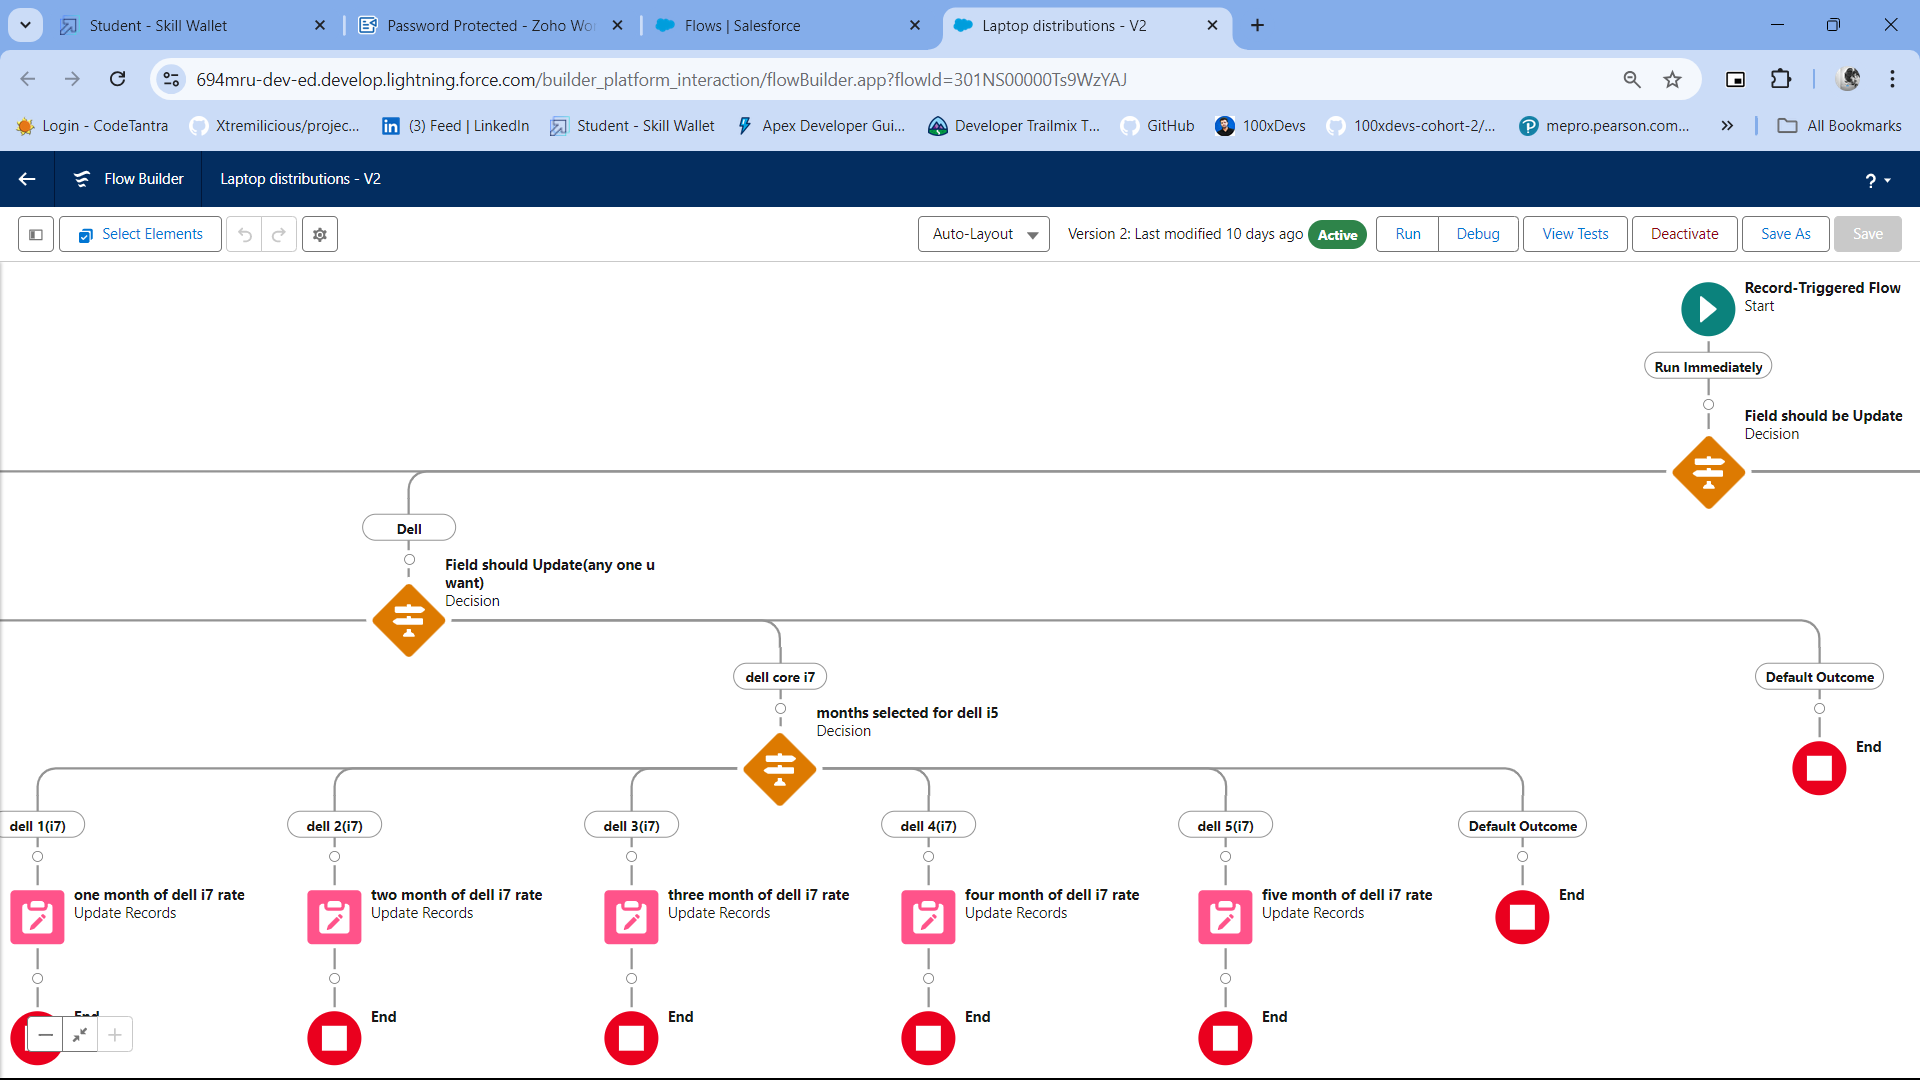 Student - Skill Wallet
Password Protected - Zoho Wo
Flows | Salesforce
Laptop distributions - V2
694mru-dev-ed.develop.lightning.force.com/builder_platform_interaction/flowBuilder.app?flowId=301NS00000Ts9WzYAJ
Login - CodeTantra
Xtremilicious/projec...
(3) Feed | LinkedIn
Student - Skill Wallet
Apex Developer Gui...
Developer Trailmix T...
GitHub
100xDevs
100xdevs-cohort-2/...
mepro.pearson.com...
All Bookmarks
Flow Builder
Laptop distributions - V2
?
Select Elements
Auto-Layout
Version 2: Last modified 10 days ago
Active
Run
Debug
View Tests
Deactivate
Save As
Save
Record-Triggered Flow
Start
Run Immediately
Field should be Update
Decision
Dell
Field should Update(any one u
want)
Decision
dell core i7
Default Outcome
months selected for dell i5
Decision
End
dell 1(i7)
dell 2(i7)
dell 3(i7)
dell 4(i7)
dell 5(i7)
Default Outcome
one month of dell i7 rate
Update Records
two month of dell i7 rate
Update Records
three month of dell i7 rate
Update Records
four month of dell i7 rate
Update Records
five month of dell i7 rate
Update Records
End
End
End
End
End
End